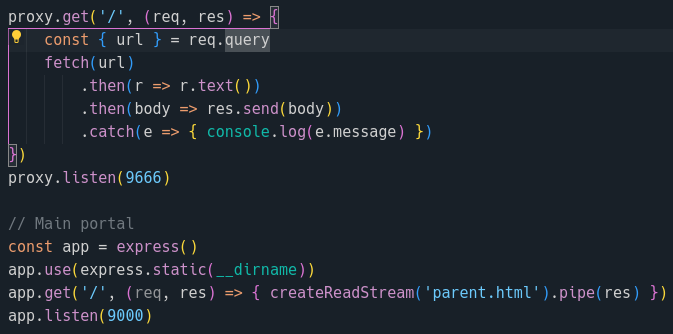 proxy.get('/', (req, res) => {
    const { url } = req.query
    fetch(url)
        .then(r => r.text())
        .then(body => res.send(body))
        .catch(e => { console.log(e.message) })
})
proxy.listen(9666)

// Main portal
const app = express()
app.use(express.static(__dirname))
app.get('/', (req, res) => { createReadStream('parent.html').pipe(res) })
app.listen(9000)